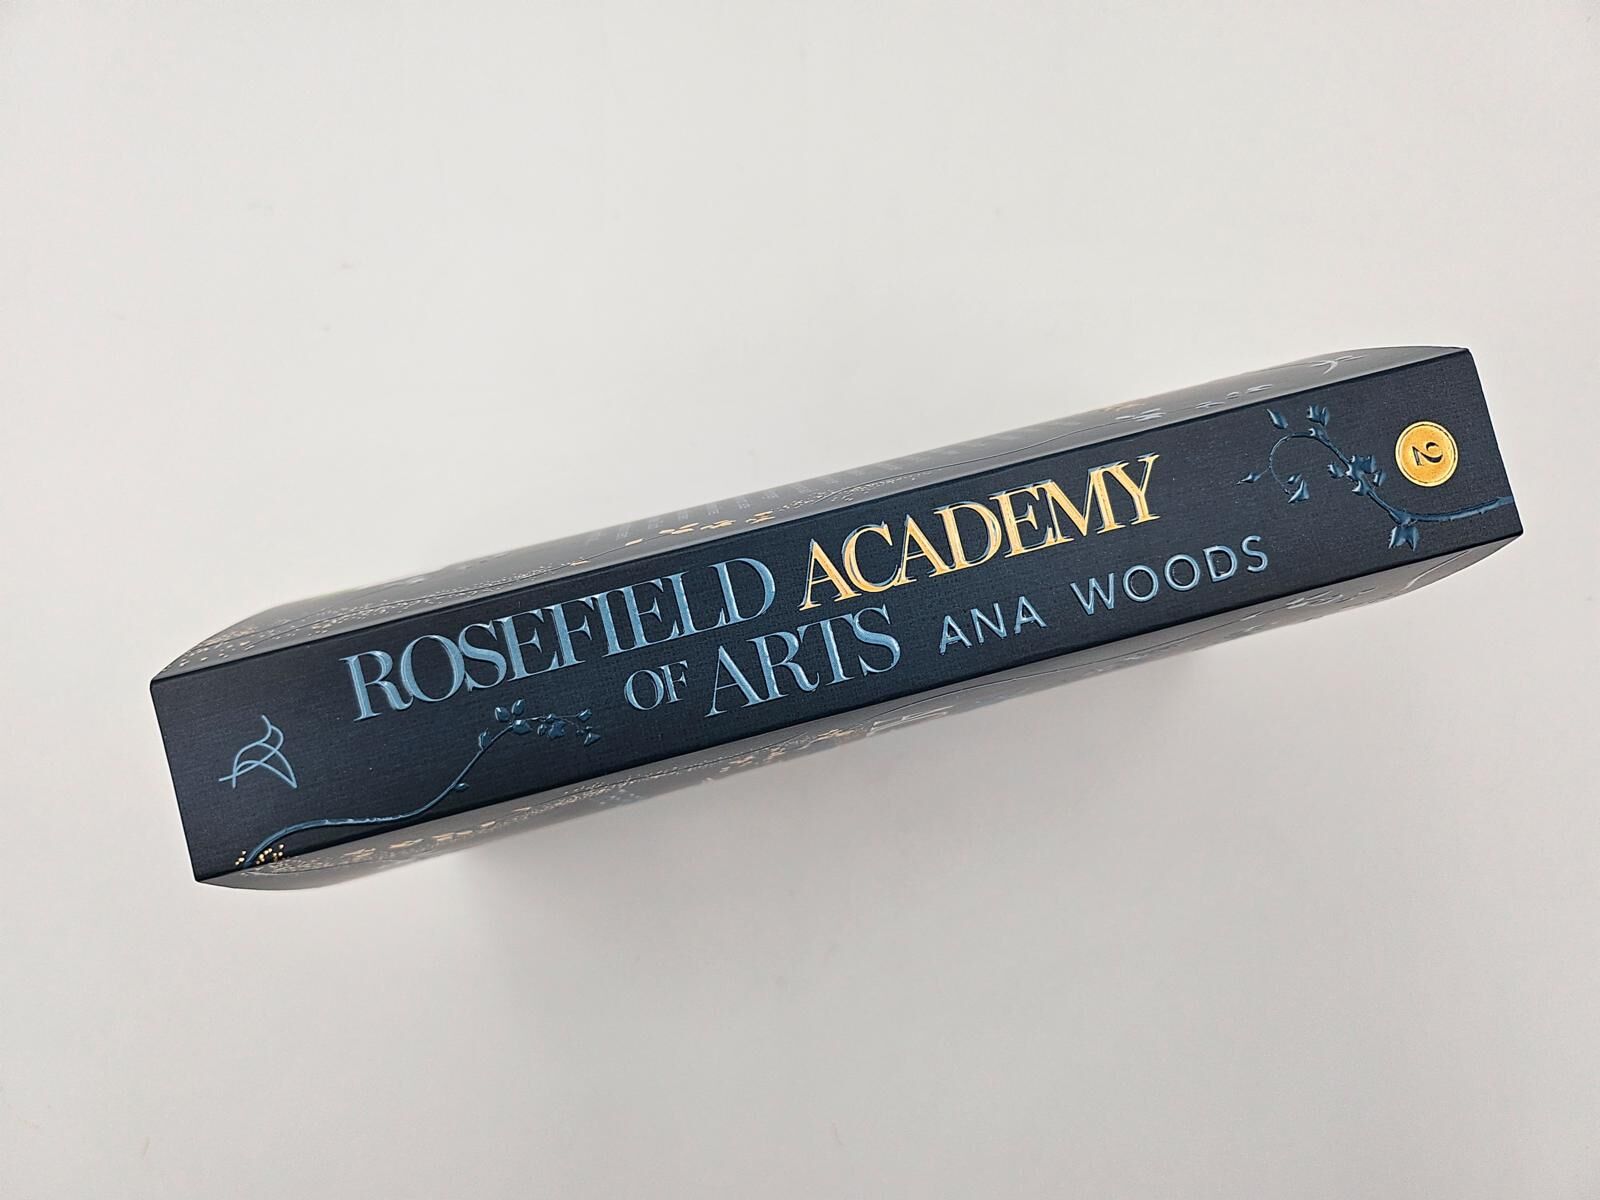 ROSEFIELD ACADEMY
OF ARTS
ANA WOODS
2